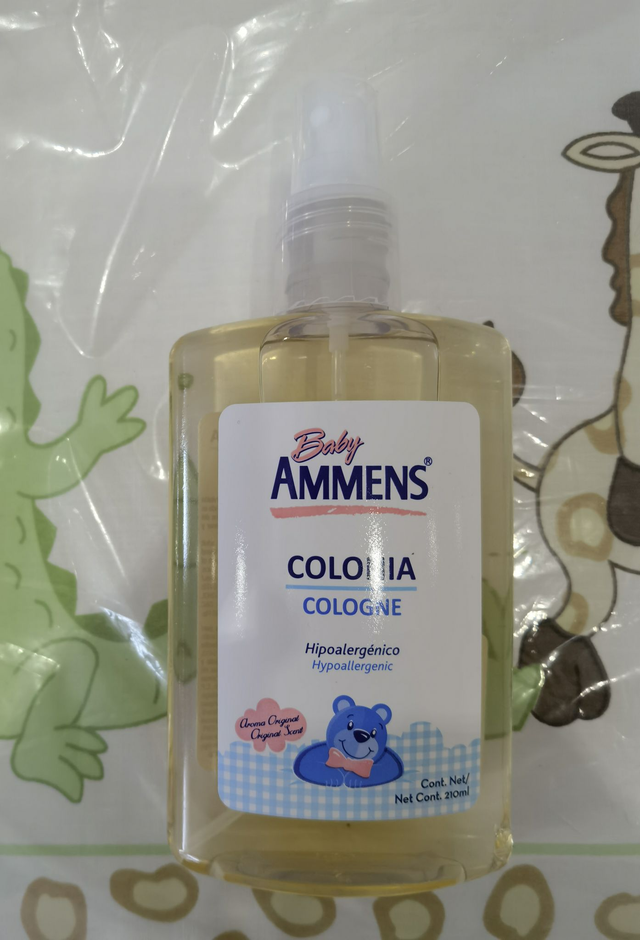 Baby
AMMENS®
COLONIA
COLOGNE
Hipoalergénico
Hypoallergenic
Aroma Original
Original Scent
Cont. Net/
Net Cont. 210ml